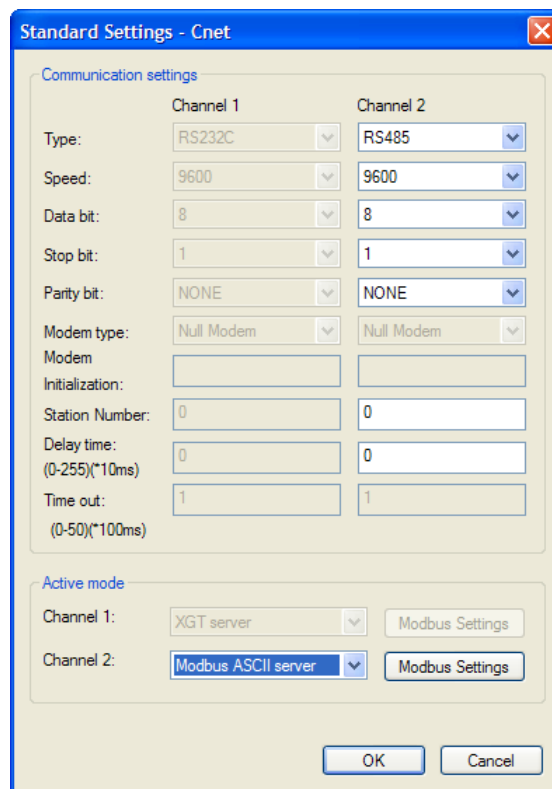 Standard Settings - Cnet
Communication settings
Channel 1 Channel 2
Type: RS232C RS485
Speed: 9600 9600
Data bit: 8 8
Stop bit: 1 1
Parity bit: NONE NONE
Modem type: Null Modem Null Modem
Modem
Initialization:
Station Number: 0 0
Delay time:
(0-255)(*10ms) 0 0
Time out: 1 1
(0-50)(*100ms)
Active mode
Channel 1: XGT server Modbus Settings
Channel 2: Modbus ASCII server Modbus Settings
OK Cancel